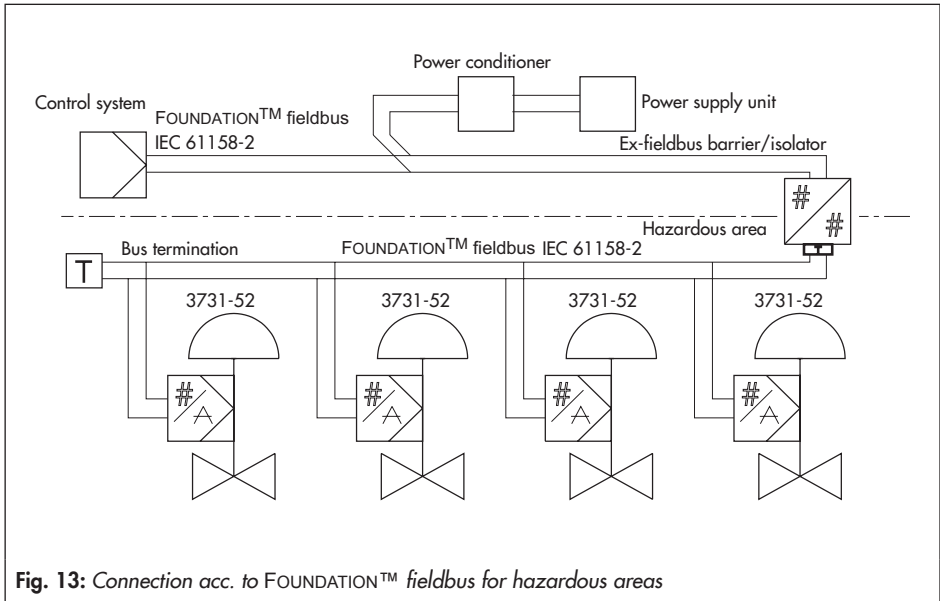 Power conditioner
Control system
FOUNDATION™ fieldbus
IEC 61158-2
Power supply unit
Ex-fieldbus barrier/isolator
#
#
Hazardous area
Bus termination
FOUNDATION™ fieldbus IEC 61158-2
T
T
3731-52 3731-52 3731-52 3731-52
# # # #
A A A A
Fig. 13: Connection acc. to FOUNDATION™ fieldbus for hazardous areas